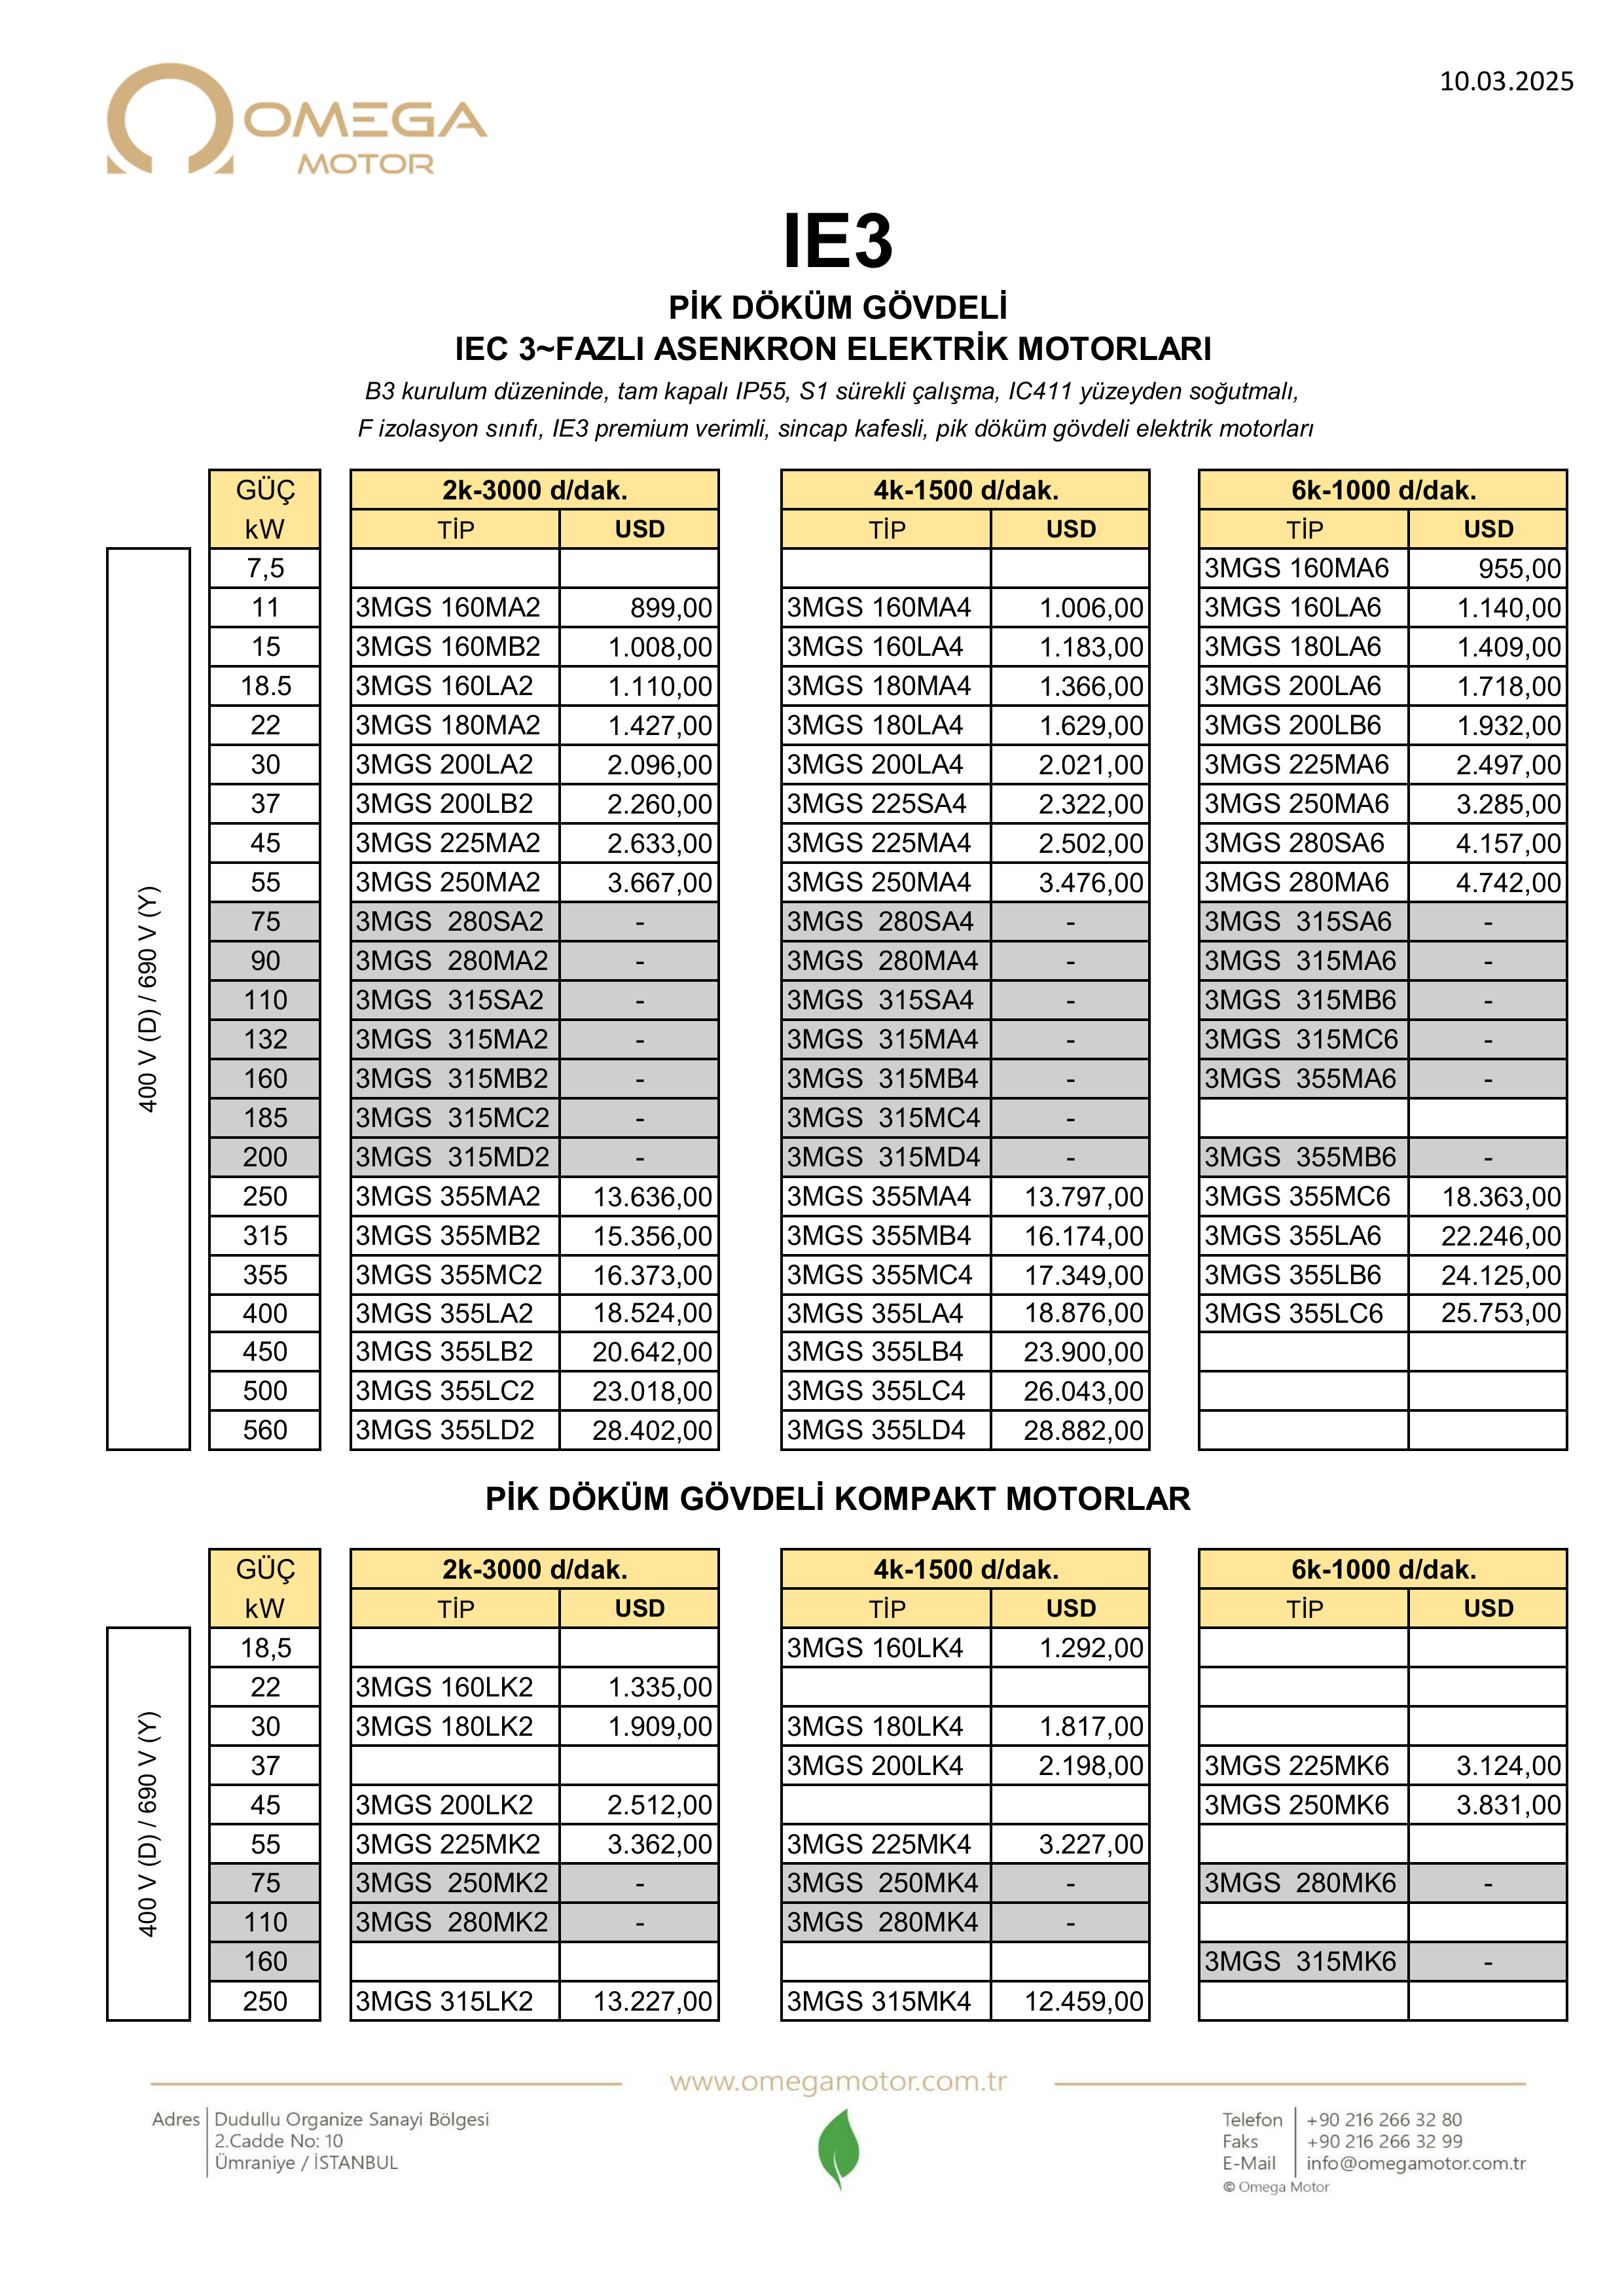 10.03.2025
OMEGA
MOTOR
IE3
PİK DÖKÜM GÖVDELİ
IEC 3~FAZLI ASENKRON ELEKTRİK MOTORLARI
B3 kurulum düzeninde, tam kapalı IP55, S1 sürekli çalışma, IC411 yüzeyden soğutmalı,
F izolasyon sınıfı, IE3 premium verimli, sincap kafesli, pik döküm gövdeli elektrik motorları
GÜÇ 2k-3000 d/dak. 4k-1500 d/dak. 6k-1000 d/dak.
kW TİP USD TİP USD TİP USD
400 V (D) / 690 V (Y)
7,5 3MGS 160MA6 955,00
11 3MGS 160MA2 899,00 3MGS 160MA4 1.006,00 3MGS 160LA6 1.140,00
15 3MGS 160MB2 1.008,00 3MGS 160LA4 1.183,00 3MGS 180LA6 1.409,00
18.5 3MGS 160LA2 1.110,00 3MGS 180MA4 1.366,00 3MGS 200LA6 1.718,00
22 3MGS 180MA2 1.427,00 3MGS 180LA4 1.629,00 3MGS 200LB6 1.932,00
30 3MGS 200LA2 2.096,00 3MGS 200LA4 2.021,00 3MGS 225MA6 2.497,00
37 3MGS 200LB2 2.260,00 3MGS 225SA4 2.322,00 3MGS 250MA6 3.285,00
45 3MGS 225MA2 2.633,00 3MGS 225MA4 2.502,00 3MGS 280SA6 4.157,00
55 3MGS 250MA2 3.667,00 3MGS 250MA4 3.476,00 3MGS 280MA6 4.742,00
75 3MGS 280SA2 - 3MGS 280SA4 - 3MGS 315SA6 -
90 3MGS 280MA2 - 3MGS 280MA4 - 3MGS 315MA6 -
110 3MGS 315SA2 - 3MGS 315SA4 - 3MGS 315MB6 -
132 3MGS 315MA2 - 3MGS 315MA4 - 3MGS 315MC6 -
160 3MGS 315MB2 - 3MGS 315MB4 - 3MGS 355MA6 -
185 3MGS 315MC2 - 3MGS 315MC4 -
200 3MGS 315MD2 - 3MGS 315MD4 - 3MGS 355MB6 -
250 3MGS 355MA2 13.636,00 3MGS 355MA4 13.797,00 3MGS 355MC6 18.363,00
315 3MGS 355MB2 15.356,00 3MGS 355MB4 16.174,00 3MGS 355LA6 22.246,00
355 3MGS 355MC2 16.373,00 3MGS 355MC4 17.349,00 3MGS 355LB6 24.125,00
400 3MGS 355LA2 18.524,00 3MGS 355LA4 18.876,00 3MGS 355LC6 25.753,00
450 3MGS 355LB2 20.642,00 3MGS 355LB4 23.900,00
500 3MGS 355LC2 23.018,00 3MGS 355LC4 26.043,00
560 3MGS 355LD2 28.402,00 3MGS 355LD4 28.882,00
PİK DÖKÜM GÖVDELİ KOMPAKT MOTORLAR
GÜÇ 2k-3000 d/dak. 4k-1500 d/dak. 6k-1000 d/dak.
kW TİP USD TİP USD TİP USD
400 V (D) / 690 V (Y)
18,5 3MGS 160LK4 1.292,00
22 3MGS 160LK2 1.335,00
30 3MGS 180LK2 1.909,00 3MGS 180LK4 1.817,00
37 3MGS 200LK4 2.198,00 3MGS 225MK6 3.124,00
45 3MGS 200LK2 2.512,00 3MGS 250MK6 3.831,00
55 3MGS 225MK2 3.362,00 3MGS 225MK4 3.227,00
75 3MGS 250MK2 - 3MGS 250MK4 - 3MGS 280MK6 -
110 3MGS 280MK2 - 3MGS 280MK4 -
160 3MGS 315MK6 -
250 3MGS 315LK2 13.227,00 3MGS 315MK4 12.459,00
www.omegamotor.com.tr
Adres Dudullu Organize Sanayi Bölgesi
2.Cadde No: 10
Ümraniye / İSTANBUL
Telefon +90 216 266 32 80
Faks +90 216 266 32 99
E-Mail info@omegamotor.com.tr
© Omega Motor